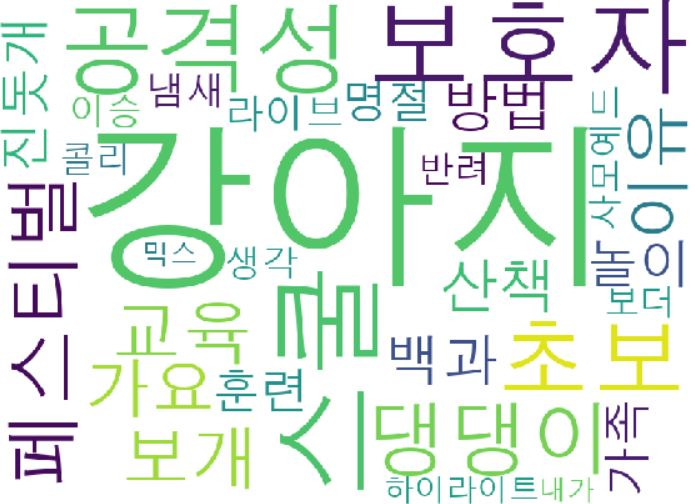 공격성
보호자
진돗개
이승
냄새
라이브
명절
방법
사모예드
이유
콜리
강아지
반려
페스티벌
믹스
생각
산책
놀이
보더
스쿨
교육
백과
초보
가요
훈련
보개
댕댕이
가족
하이라이트
내가